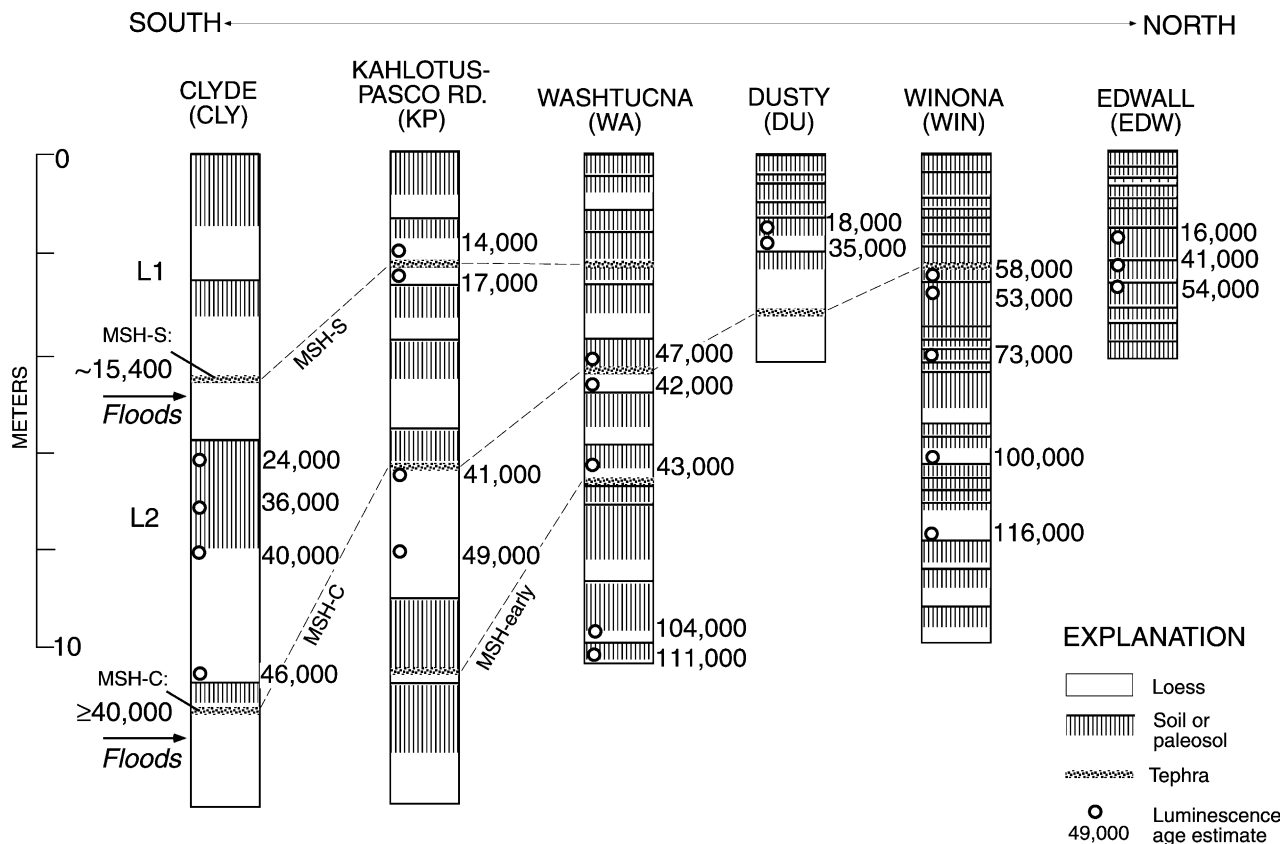 SOUTH
NORTH
CLYDE
(CLY)
KAHLOTUS-
PASCO RD.
(KP)
WASHTUCNA
(WA)
DUSTY
(DU)
WINONA
(WIN)
EDWALL
(EDW)
0
10
METERS
L1
MSH-S:
~15,400
Floods
L2
MSH-C:
≥40,000
Floods
24,000
36,000
40,000
46,000
MSH-S
MSH-C
14,000
17,000
41,000
49,000
MSH-early
47,000
42,000
43,000
104,000
111,000
18,000
35,000
58,000
53,000
73,000
100,000
116,000
16,000
41,000
54,000
EXPLANATION
Loess
Soil or
paleosol
Tephra
Luminescence
49,000 age estimate